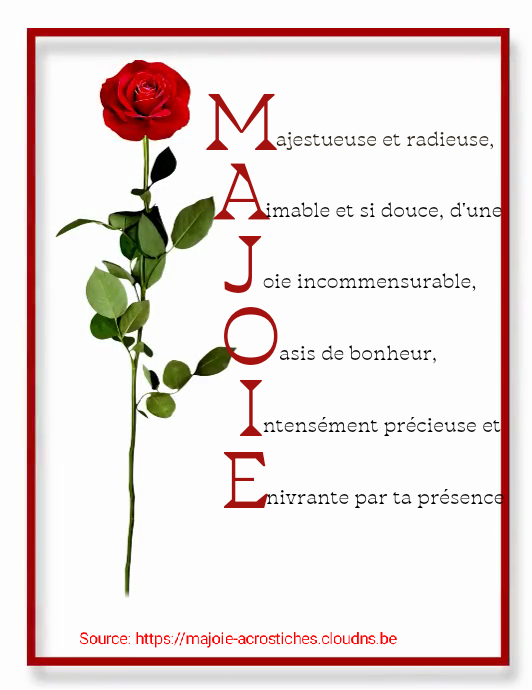 Majestueuse et radieuse,
Aimable et si douce, d'une
Joie incommensurable,
Oasis de bonheur,
Intensément précieuse et
Enivrante par ta présence
Source: https://majoie-acrostiches.cloudns.be